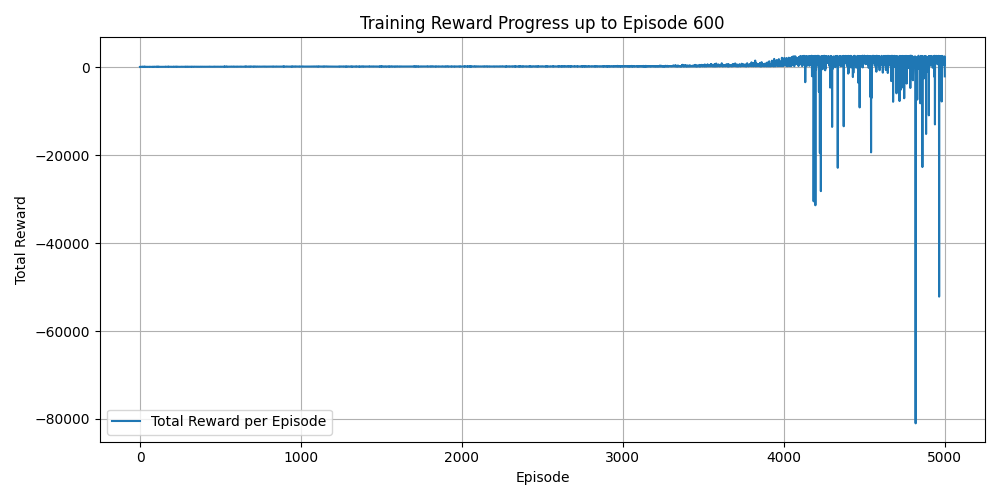 Training Reward Progress up to Episode 600
Total Reward
0
−20000
−40000
−60000
−80000
Total Reward per Episode
0 1000 2000 3000 4000 5000
Episode